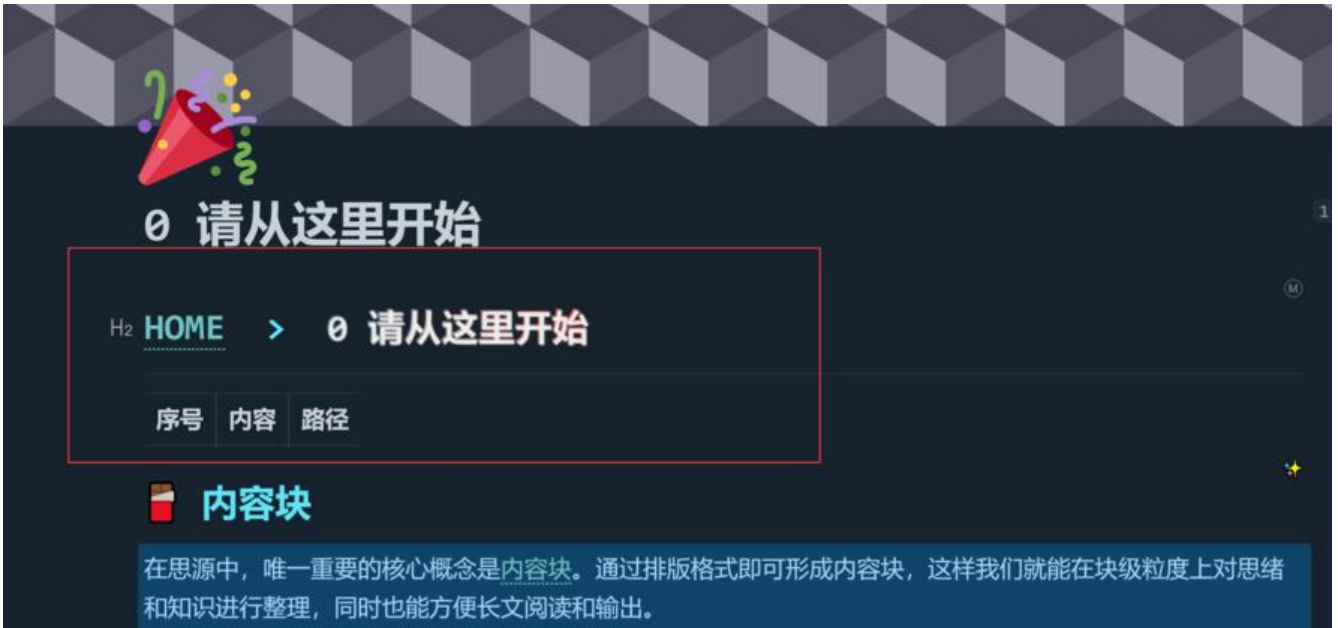 0 请从这里开始
1
M
H2 HOME > 0 请从这里开始
序号 内容 路径
内容块
在思源中，唯一重要的核心概念是内容块。通过排版格式即可形成内容块，这样我们就能在块级粒度上对思绪
和知识进行整理，同时也能方便长文阅读和输出。